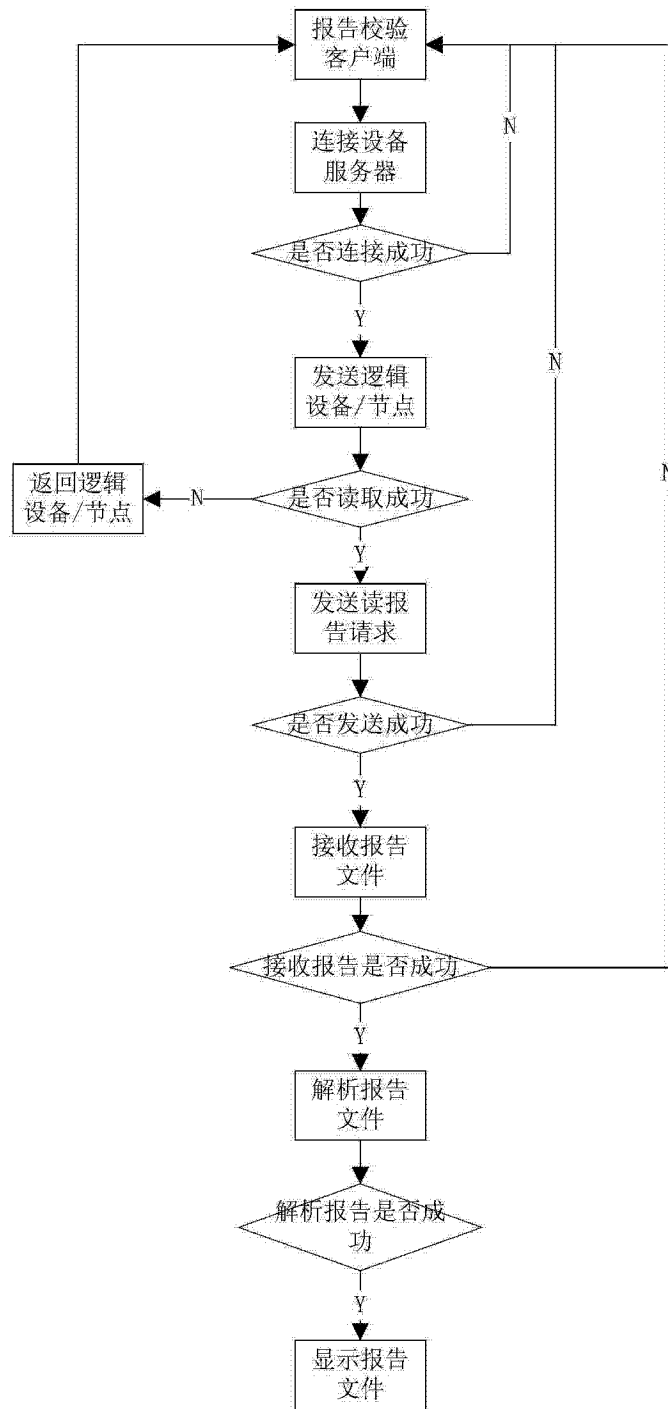 报告校验
客户端
N
连接设备
服务器
是否连接成功
Y
N
发送逻辑
设备/节点
N
返回逻辑
设备/节点
N
是否读取成功
Y
发送读报
告请求
是否发送成功
Y
接收报告
文件
接收报告是否成功
Y
解析报告
文件
解析报告是否成
功
Y
显示报告
文件